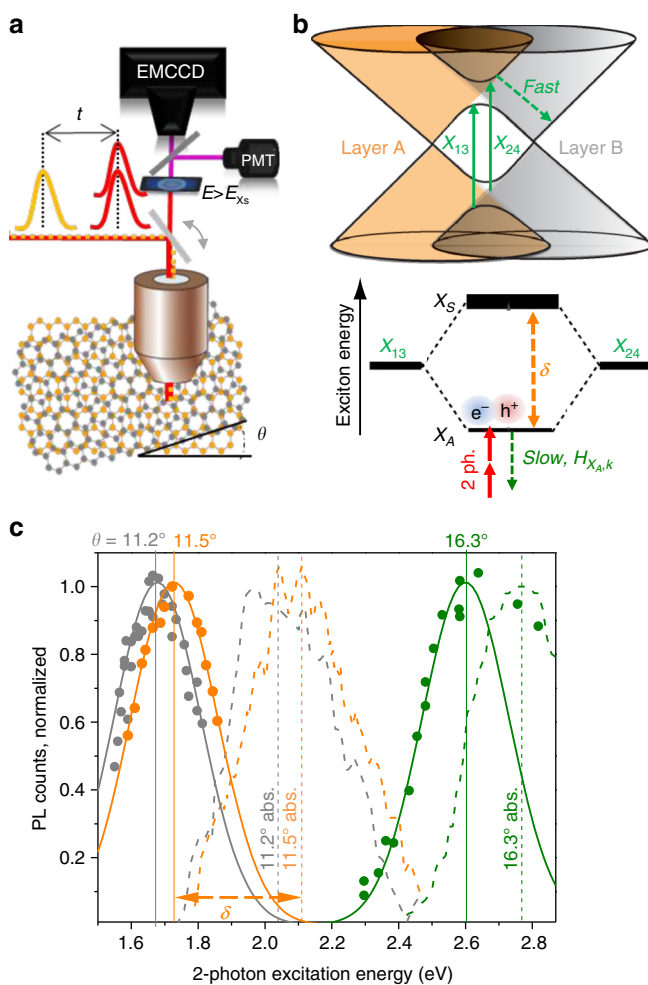 a
EMCCD
t
PMT
E>E_Xs
θ
b
Fast
Layer A
X13
X24
Layer B
Exciton energy
XS
X13
X24
δ
e– h+
XA
2 ph.
Slow, H_XA,k
c
θ = 11.2° 11.5° 16.3°
PL counts, normalized
1.0
0.8
0.6
0.4
0.2
11.2° abs.
11.5° abs.
16.3° abs.
δ
1.6 1.8 2.0 2.2 2.4 2.6 2.8
2-photon excitation energy (eV)